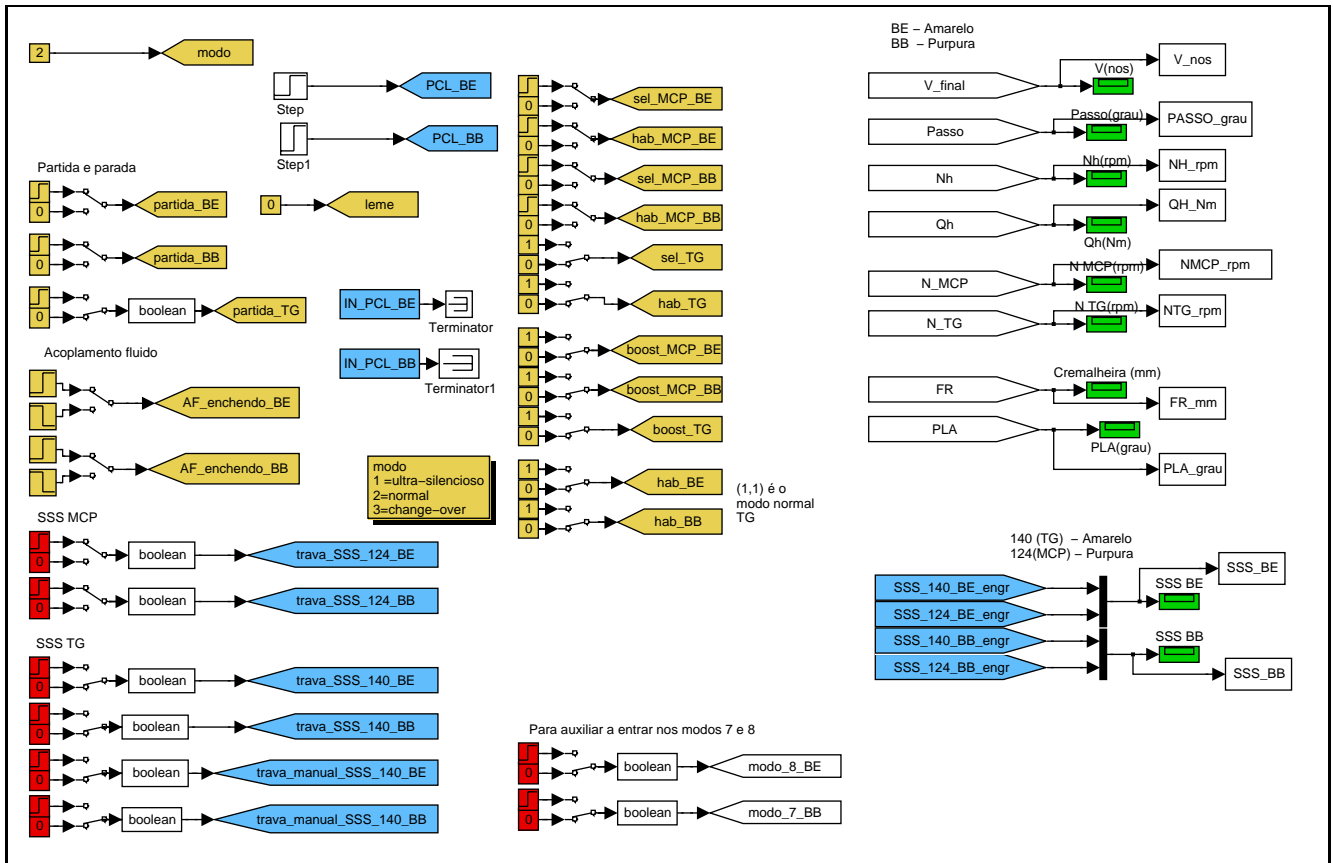 2
modo
Step
PCL_BE
Step1
PCL_BB
Partida e parada
0
partida_BE
0
leme
0
partida_BB
0
boolean
partida_TG
IN_PCL_BE
Terminator
IN_PCL_BB
Terminator1
Acoplamento fluido
AF_enchendo_BE
AF_enchendo_BB
modo
1 =ultra−silencioso
2=normal
3=change−over
SSS MCP
0
boolean
trava_SSS_124_BE
0
boolean
trava_SSS_124_BB
SSS TG
0
boolean
trava_SSS_140_BE
0
boolean
trava_SSS_140_BB
0
boolean
trava_manual_SSS_140_BE
0
boolean
trava_manual_SSS_140_BB
0
sel_MCP_BE
0
hab_MCP_BE
0
sel_MCP_BB
0
hab_MCP_BB
1
0
sel_TG
1
0
hab_TG
1
0
boost_MCP_BE
1
0
boost_MCP_BB
1
0
boost_TG
1
0
hab_BE
1
0
hab_BB
(1,1) é o
modo normal
TG
Para auxiliar a entrar nos modos 7 e 8
0
boolean
modo_8_BE
0
boolean
modo_7_BB
BE − Amarelo
BB − Purpura
V_final
V(nos)
V_nos
Passo
Passo(grau)
PASSO_grau
Nh
Nh(rpm)
NH_rpm
Qh
Qh(Nm)
QH_Nm
N_MCP
N MCP(rpm)
NMCP_rpm
N_TG
N TG(rpm)
NTG_rpm
FR
Cremalheira (mm)
FR_mm
PLA
PLA(grau)
PLA_grau
140 (TG) − Amarelo
124(MCP) − Purpura
SSS_140_BE_engr
SSS_124_BE_engr
SSS BE
SSS_BE
SSS_140_BB_engr
SSS_124_BB_engr
SSS BB
SSS_BB